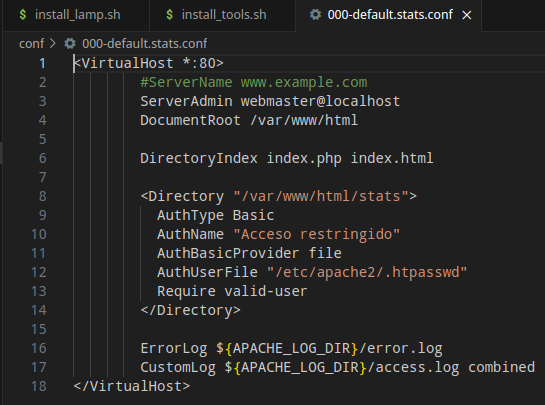 install_lamp.sh install_tools.sh 000-default.stats.conf
conf > 000-default.stats.conf
1 <VirtualHost *:80>
2 #ServerName www.example.com
3 ServerAdmin webmaster@localhost
4 DocumentRoot /var/www/html
5
6 DirectoryIndex index.php index.html
7
8 <Directory "/var/www/html/stats">
9 AuthType Basic
10 AuthName "Acceso restringido"
11 AuthBasicProvider file
12 AuthUserFile "/etc/apache2/.htpasswd"
13 Require valid-user
14 </Directory>
15
16 ErrorLog ${APACHE_LOG_DIR}/error.log
17 CustomLog ${APACHE_LOG_DIR}/access.log combined
18 </VirtualHost>